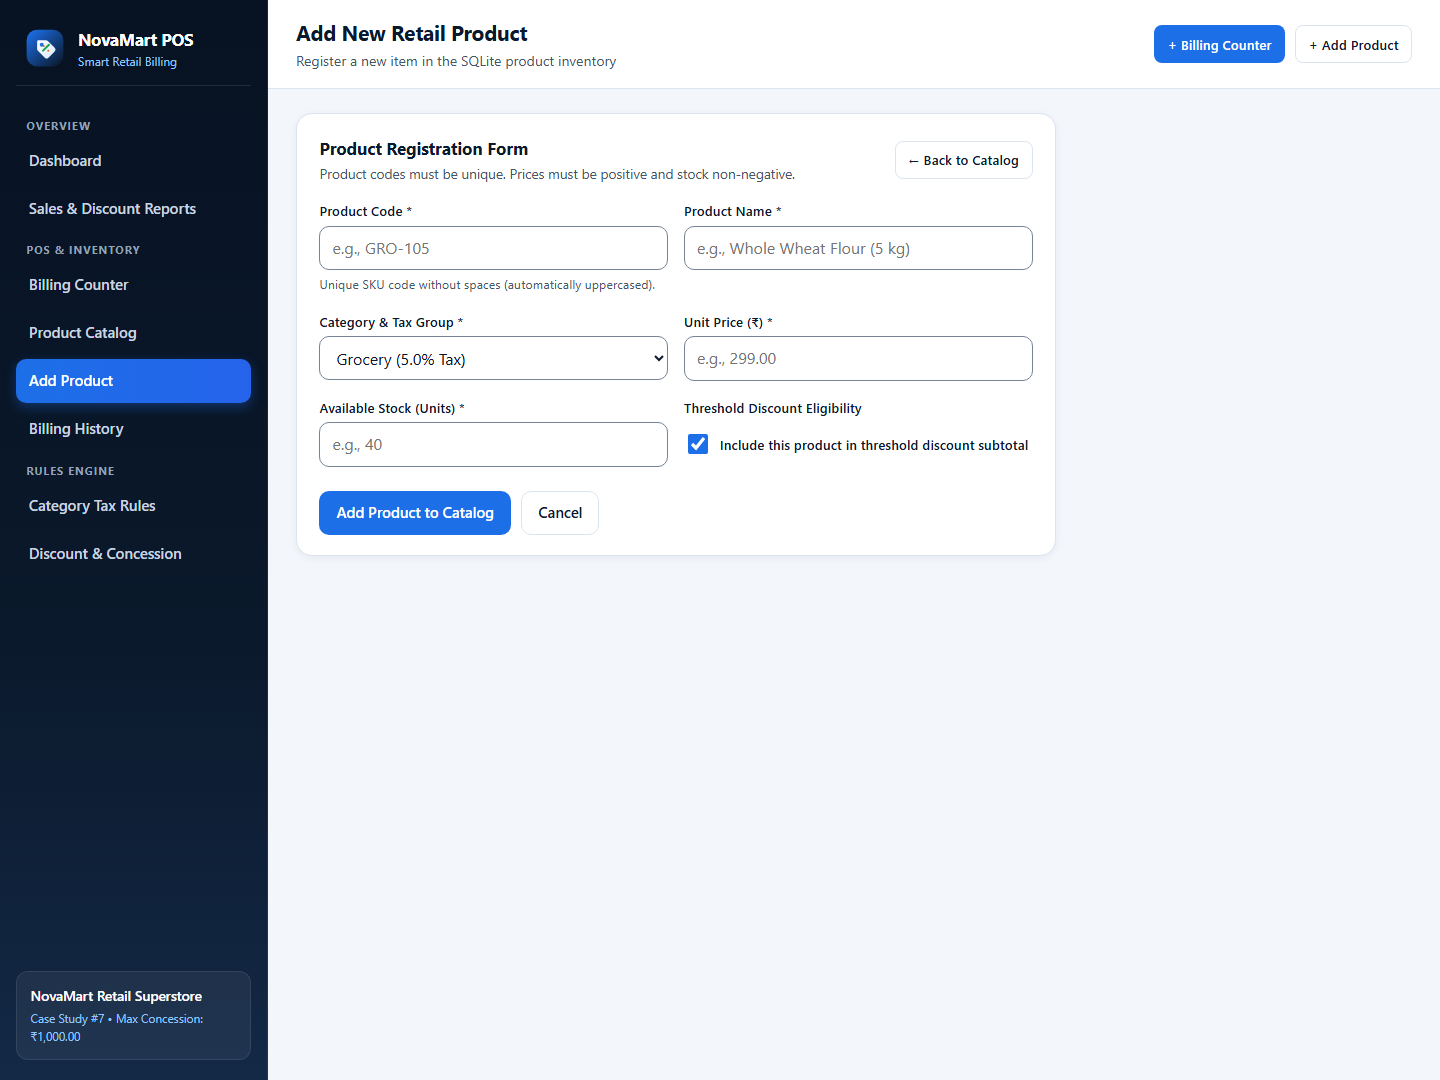 NovaMart POS
Smart Retail Billing
OVERVIEW
Dashboard
Sales & Discount Reports
POS & INVENTORY
Billing Counter
Product Catalog
Add Product
Billing History
RULES ENGINE
Category Tax Rules
Discount & Concession
NovaMart Retail Superstore
Case Study #7 • Max Concession:
₹1,000.00
Add New Retail Product
Register a new item in the SQLite product inventory
+ Billing Counter
+ Add Product
Product Registration Form
Product codes must be unique. Prices must be positive and stock non-negative.
← Back to Catalog
Product Code *
e.g., GRO-105
Unique SKU code without spaces (automatically uppercased).
Product Name *
e.g., Whole Wheat Flour (5 kg)
Category & Tax Group *
Grocery (5.0% Tax)
Unit Price (₹) *
e.g., 299.00
Available Stock (Units) *
e.g., 40
Threshold Discount Eligibility
Include this product in threshold discount subtotal
Add Product to Catalog
Cancel